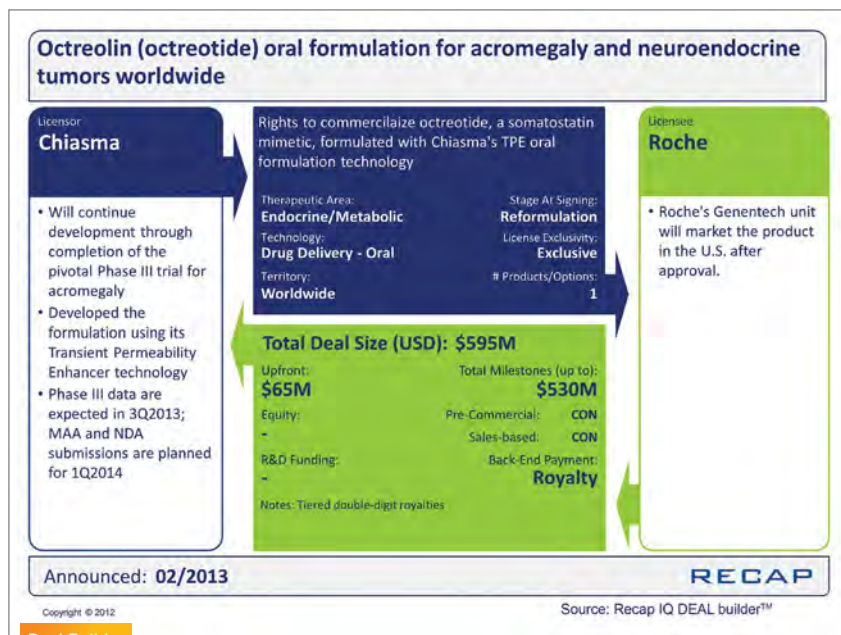 Octreolin (octreotide) oral formulation for acromegaly and neuroendocrine
tumors worldwide
Licensor
Chiasma
• Will continue
development through
completion of the
pivotal Phase III trial for
acromegaly
• Developed the
formulation using its
Transient Permeability
Enhancer technology
• Phase III data are
expected in 3Q2013;
MAA and NDA
submissions are planned
for 1Q2014
Rights to commercilaize octreotide, a somatostatin
mimetic, formulated with Chiasma's TPE oral
formulation technology
Therapeutic Area:
Endocrine/Metabolic
Stage At Signing:
Reformulation
Technology:
Drug Delivery - Oral
License Exclusivity:
Exclusive
Territory:
Worldwide
# Products/Options:
1
Total Deal Size (USD): $595M
Upfront:
$65M
Total Milestones (up to):
$530M
Equity:
-
Pre-Commercial: CON
Sales-based: CON
R&D Funding:
-
Back-End Payment:
Royalty
Notes: Tiered double-digit royalties
Licensee
Roche
• Roche's Genentech unit
will market the product
in the U.S. after
approval.
Announced: 02/2013
RECAP
Copyright © 2012
Source: Recap IQ DEAL builder™